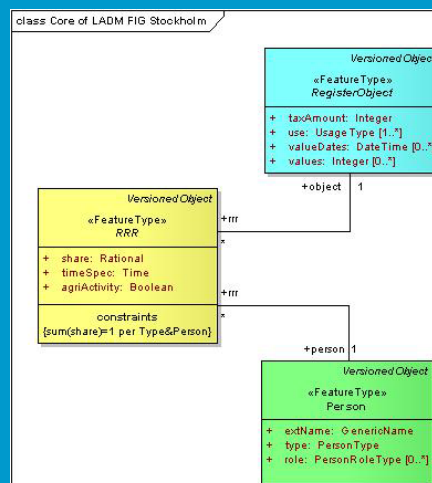 class Core of LADM FIG Stockholm
VersionedObjec
«FeatureType»
RegisterObject
+ taxAmount: Integer
+ use: UsageType [1..*]
+ valueDates: DateTime [0..*
+ values: Integer [0..*]
+object 1
VersionedObject
«FeatureType»
RRR
+ share: Rational
+ timeSpec: Time
+ agriActivity: Boolean
constraints
{sum(share)=1 per Type&Person}
+rrr
*
+rrr
*
+person 1
VersionedObject
«FeatureType»
Person
+ extName: GenericName
+ type: PersonType
+ role: PersonRoleType [0..*]